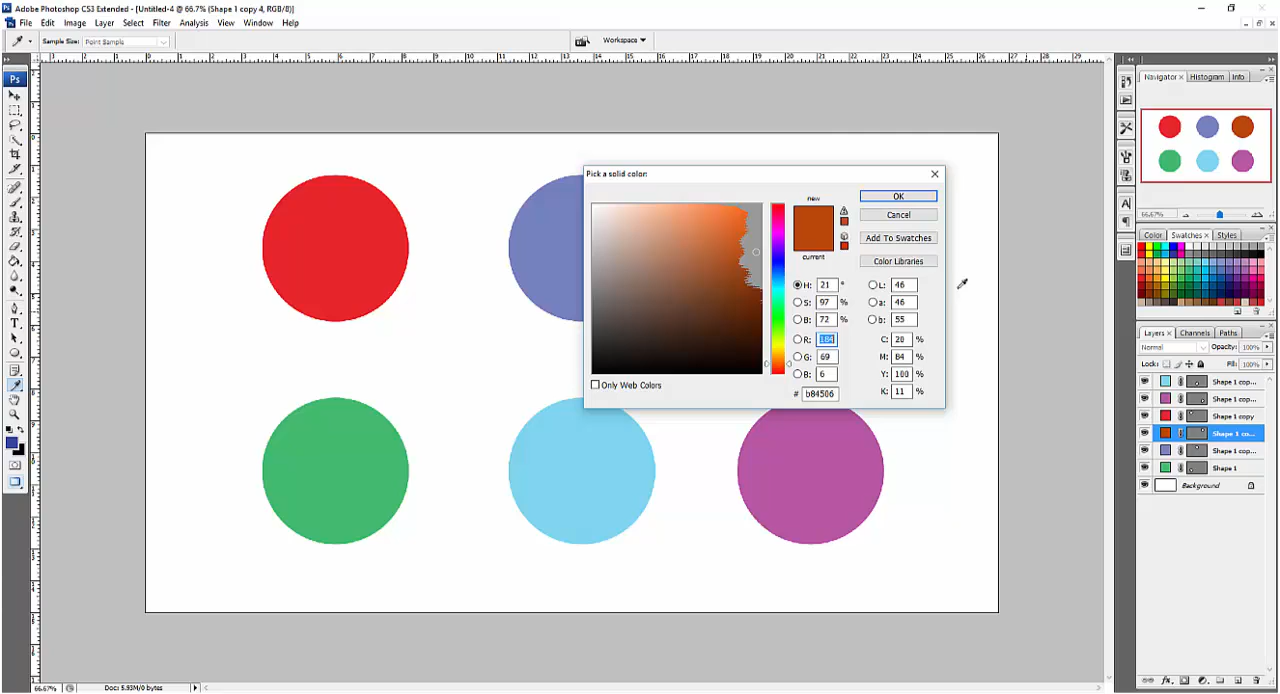 Adobe Photoshop CS3 Extended - [Untitled-4 @ 66.7% (Shape 1 copy 4, RGB/8)]
File Edit Image Layer Select Filter Analysis View Window Help
Sample Size: Point Sample
Workspace
Ps
Navigator Histogram Info
66.67%
Color Swatches Styles
Layers Channels Paths
Normal Opacity: 100%
Lock: Fill: 100%
Shape 1 cop...
Shape 1 cop...
Shape 1 copy
Shape 1 co...
Shape 1 cop...
Shape 1
Background
Pick a solid color:
new
current
OK
Cancel
Add To Swatches
Color Libraries
H: 21 °
S: 97 %
B: 72 %
R: 184
G: 69
B: 6
# b84506
L: 46
a: 46
b: 55
C: 20 %
M: 84 %
Y: 100 %
K: 11 %
Only Web Colors
66.67% Doc: 5.93M/0 bytes